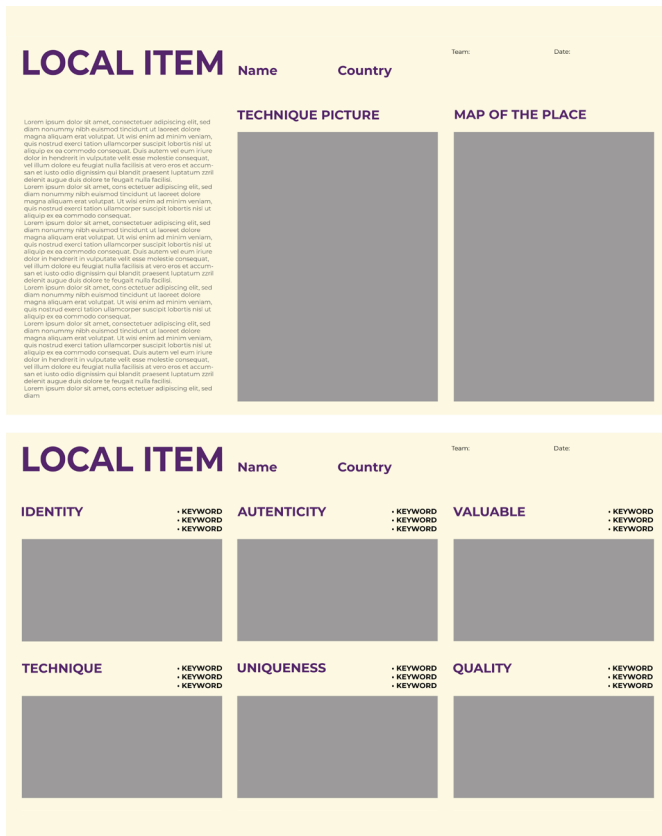 LOCAL ITEM
Name
Country
Team:
Date:
Lorem ipsum dolor sit amet, consectetuer adipiscing elit, sed
diam nonummy nibh euismod tincidunt ut laoreet dolore
magna aliquam erat volutpat. Ut wisi enim ad minim veniam,
quis nostrud exerci tation ullamcorper suscipit lobortis nisl ut
aliquip ex ea commodo consequat. Duis autem vel eum iriure
dolor in hendrerit in vulputate velit esse molestie consequat,
vel illum dolore eu feugiat nulla facilisis at vero eros et accum-
san et iusto odio dignissim qui blandit praesent luptatum zzril
delenit augue duis dolore te feugait nulla facilisi.
Lorem ipsum dolor sit amet, cons ectetuer adipiscing elit, sed
diam nonummy nibh euismod tincidunt ut laoreet dolore
magna aliquam erat volutpat. Ut wisi enim ad minim veniam,
quis nostrud exerci tation ullamcorper suscipit lobortis nisl ut
aliquip ex ea commodo consequat.
Lorem ipsum dolor sit amet, consectetuer adipiscing elit, sed
diam nonummy nibh euismod tincidunt ut laoreet dolore
magna aliquam erat volutpat. Ut wisi enim ad minim veniam,
quis nostrud exerci tation ullamcorper suscipit lobortis nisl ut
aliquip ex ea commodo consequat. Duis autem vel eum iriure
dolor in hendrerit in vulputate velit esse molestie consequat,
vel illum dolore eu feugiat nulla facilisis at vero eros et accum-
san et iusto odio dignissim qui blandit praesent luptatum zzril
delenit augue duis dolore te feugait nulla facilisi.
Lorem ipsum dolor sit amet, cons ectetuer adipiscing elit, sed
diam nonummy nibh euismod tincidunt ut laoreet dolore
magna aliquam erat volutpat. Ut wisi enim ad minim veniam,
quis nostrud exerci tation ullamcorper suscipit lobortis nisl ut
aliquip ex ea commodo consequat.
Lorem ipsum dolor sit amet, consectetuer adipiscing elit, sed
diam nonummy nibh euismod tincidunt ut laoreet dolore
magna aliquam erat volutpat. Ut wisi enim ad minim veniam,
quis nostrud exerci tation ullamcorper suscipit lobortis nisl ut
aliquip ex ea commodo consequat. Duis autem vel eum iriure
dolor in hendrerit in vulputate velit esse molestie consequat,
vel illum dolore eu feugiat nulla facilisis at vero eros et accum-
san et iusto odio dignissim qui blandit praesent luptatum zzril
delenit augue duis dolore te feugait nulla facilisi.
Lorem ipsum dolor sit amet, cons ectetuer adipiscing elit, sed
diam
TECHNIQUE PICTURE
MAP OF THE PLACE
LOCAL ITEM
Name
Country
Team:
Date:
IDENTITY
• KEYWORD
• KEYWORD
• KEYWORD
AUTENTICITY
• KEYWORD
• KEYWORD
• KEYWORD
VALUABLE
• KEYWORD
• KEYWORD
• KEYWORD
TECHNIQUE
• KEYWORD
• KEYWORD
• KEYWORD
UNIQUENESS
• KEYWORD
• KEYWORD
• KEYWORD
QUALITY
• KEYWORD
• KEYWORD
• KEYWORD